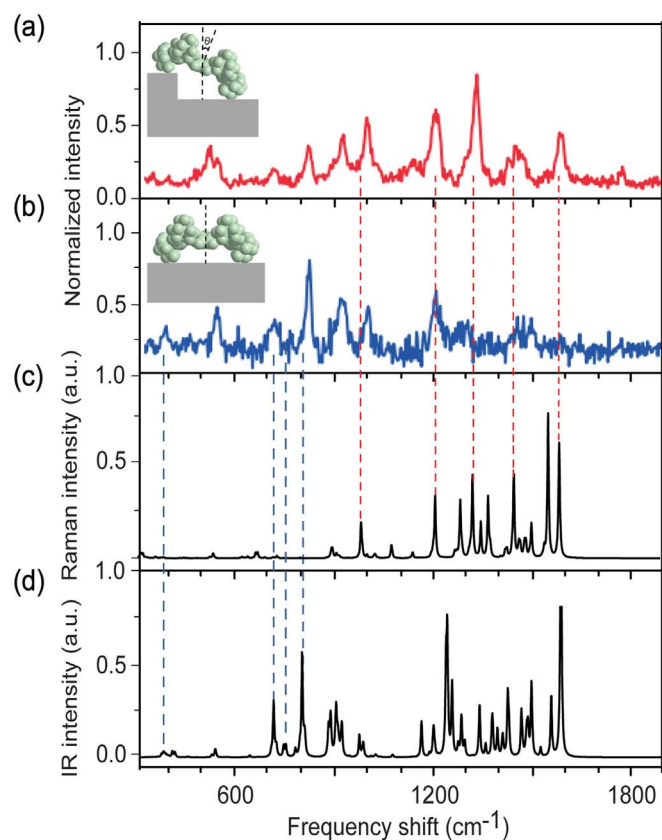 (a)
θ
1.0
0.5
0.0
(b)
Normalized intensity
1.0
0.5
(c)
1.0
Raman intensity (a.u.)
0.5
(d)
1.0
IR intensity (a.u.)
0.5
0.0
600 1200 1800
Frequency shift (cm-1)